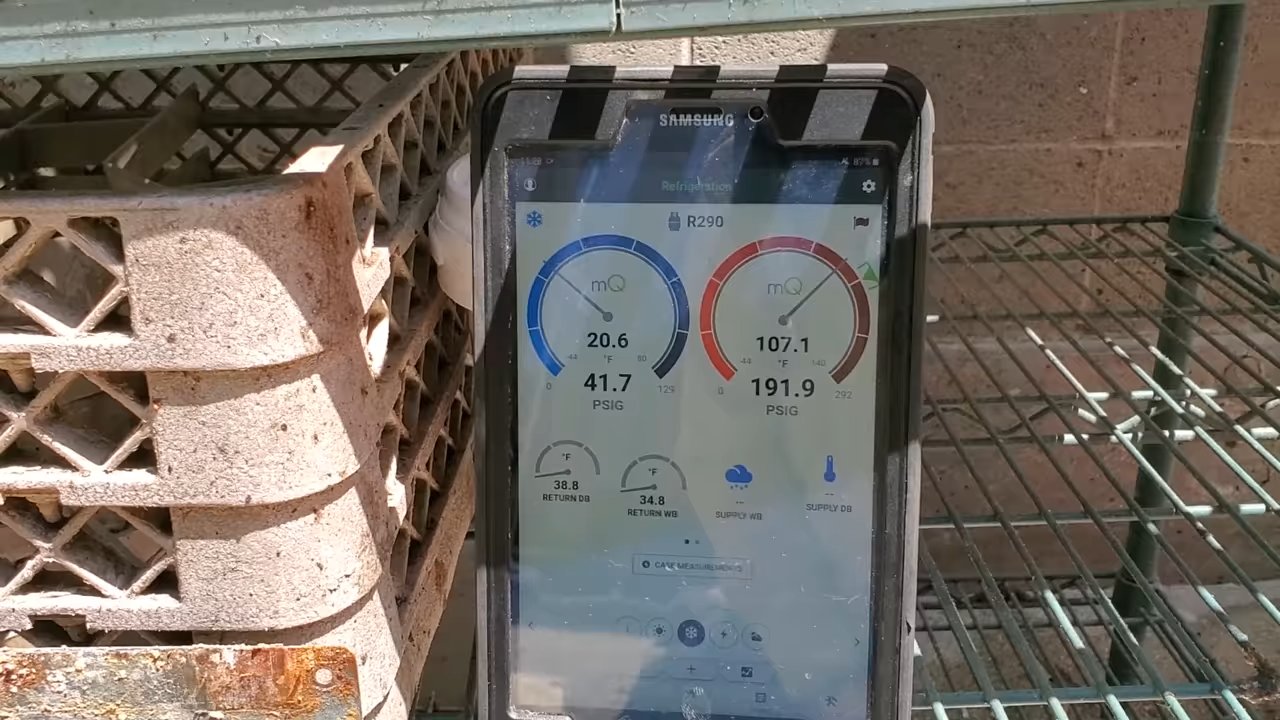 SAMSUNG
87%
Refrigeration
R290
mQ
mQ
20.6
°F
44
80
41.7
0
129
PSIG
107.1
°F
44
140
191.9
0
292
PSIG
°F
38.8
RETURN DB
°F
34.8
RETURN WB
--
SUPPLY WB
--
SUPPLY DB
CASE MEASUREMENTS